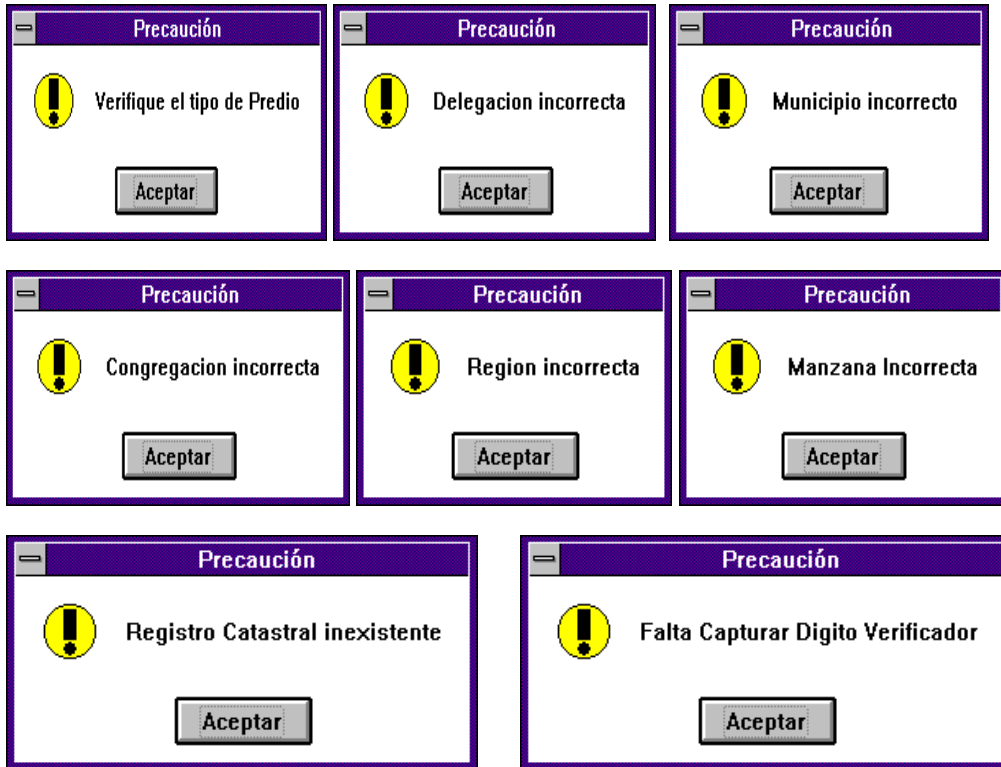 Precaución
Precaución
Precaución
Verifique el tipo de Predio
Delegacion incorrecta
Municipio incorrecto
Aceptar
Aceptar
Aceptar
Precaución
Precaución
Precaución
Congregacion incorrecta
Region incorrecta
Manzana Incorrecta
Aceptar
Aceptar
Aceptar
Precaución
Precaución
Registro Catastral inexistente
Falta Capturar Digito Verificador
Aceptar
Aceptar